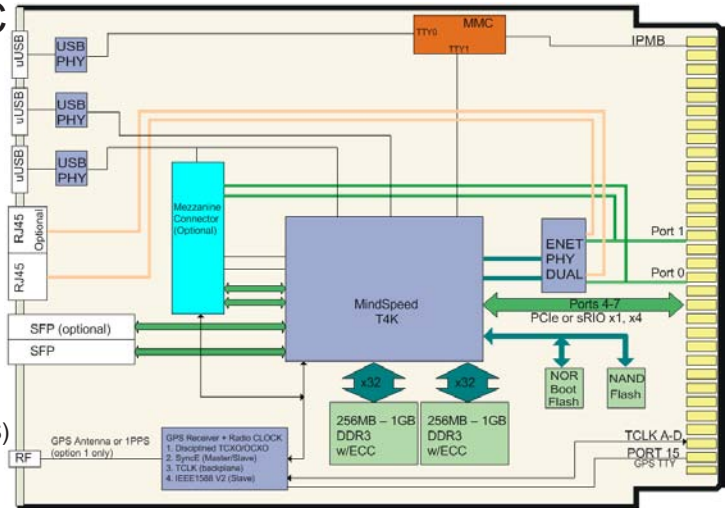 C
uUSB
USB
PHY
TTY0
MMC
TTY1
IPMB
uUSB
USB
PHY
uUSB
USB
PHY
Mezzanine
Connector
(Optional)
RJ45
Optional
RJ45
ENET
PHY
DUAL
Port 1
Port 0
MindSpeed
T4K
Ports 4-7
PCIe or sRIO x1, x4
SFP (optional)
SFP
x32
x32
NOR
Boot
Flash
NAND
Flash
256MB – 1GB
DDR3
w/ECC
256MB – 1GB
DDR3
w/ECC
)
RF
GPS Antenna or 1PPS
(option 1 only)
GPS Receiver + Radio CLOCK
1. Disciplined TCXO/OCXO
2. SyncE (Master/Slave)
3. TCLK (backplane)
4. IEEE1588 V2 (Slave)
TCLK A-D
PORT 15
GPS TTY